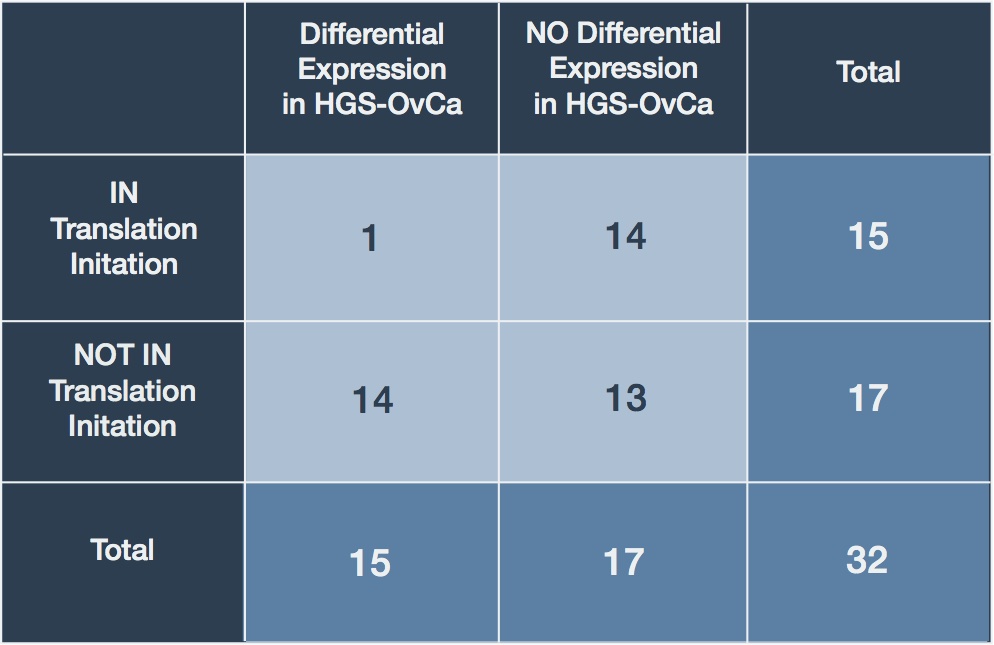 Differential
Expression
in HGS-OvCa
NO Differential
Expression
in HGS-OvCa
Total
IN
Translation
Initation
1
14
15
NOT IN
Translation
Initation
14
13
17
Total
15
17
32